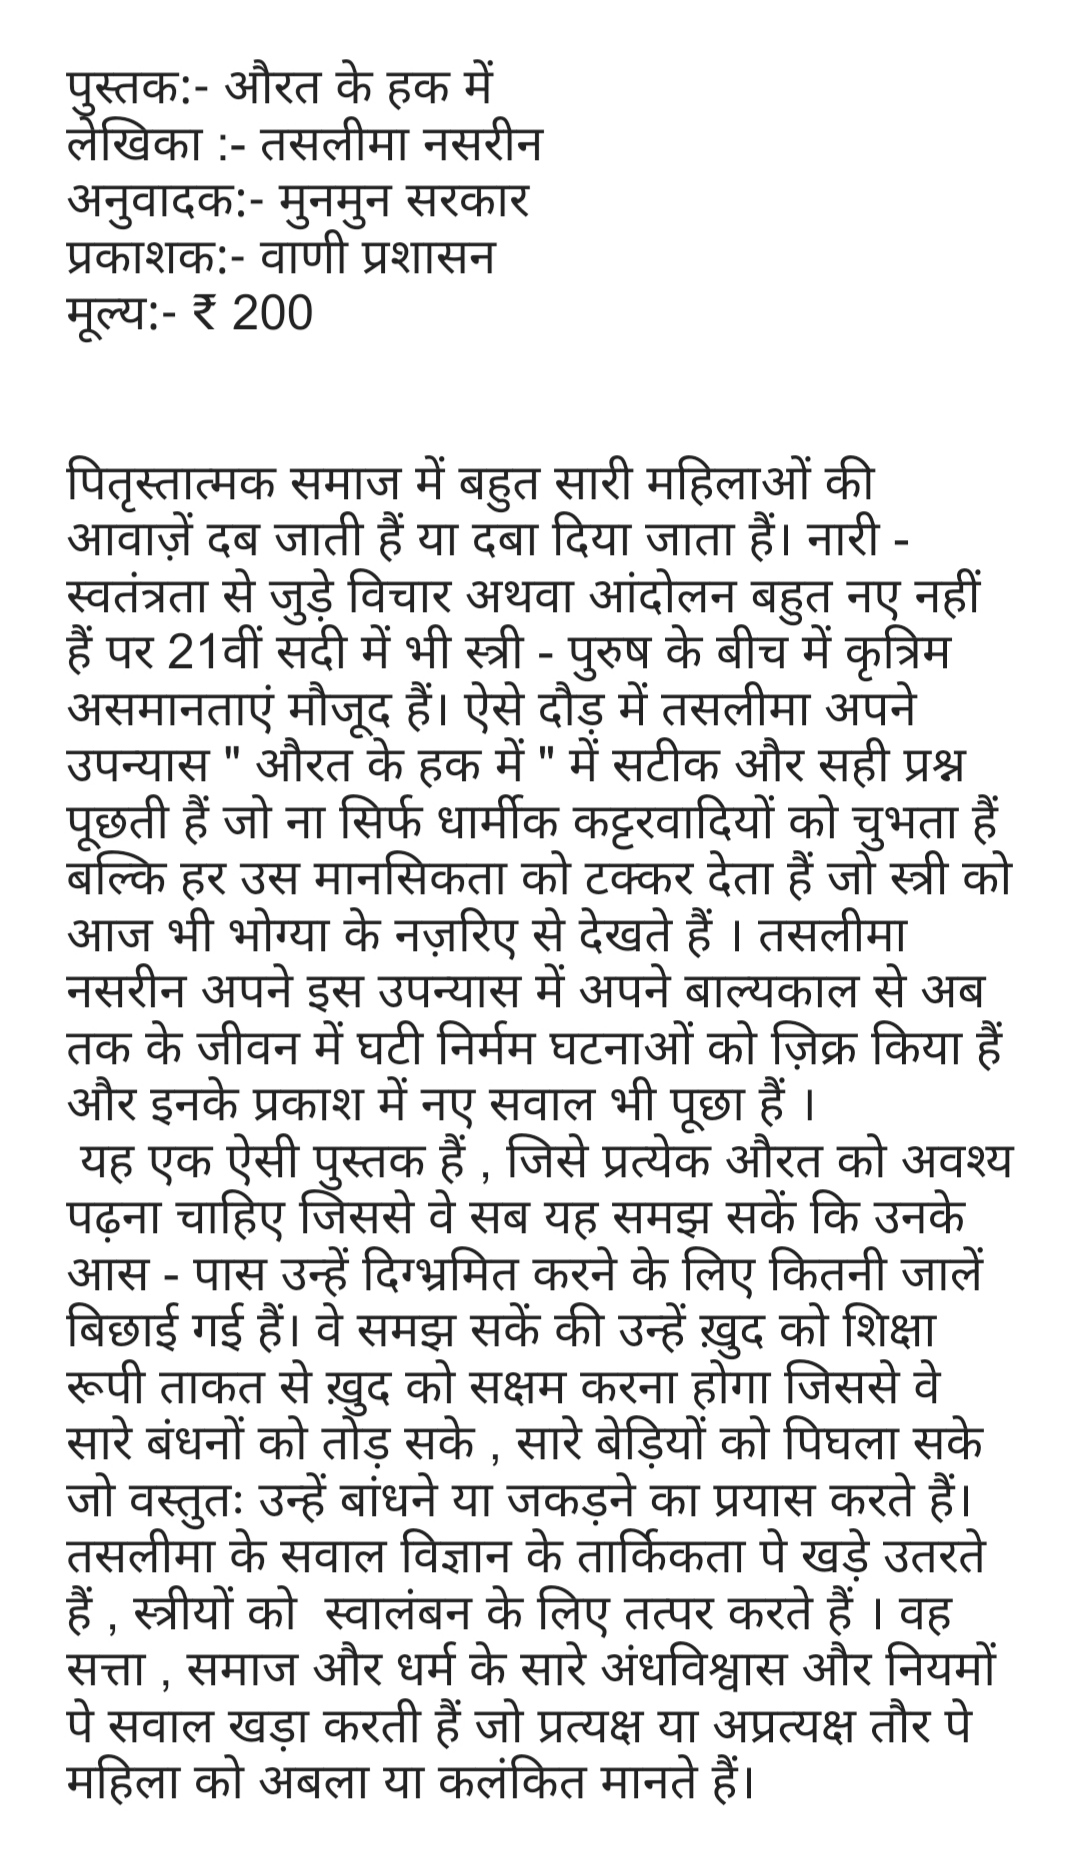 पुस्तक:- औरत के हक में
लेखिका :- तसलीमा नसरीन
अनुवादक:- मुनमुन सरकार
प्रकाशक:- वाणी प्रशासन
मूल्य:- ₹ 200
पितृस्तात्मक समाज में बहुत सारी महिलाओं की
आवाज़ें दब जाती हैं या दबा दिया जाता हैं। नारी -
स्वतंत्रता से जुड़े विचार अथवा आंदोलन बहुत नए नहीं
हैं पर 21वीं सदी में भी स्त्री - पुरुष के बीच में कृत्रिम
असमानताएं मौजूद हैं। ऐसे दौड़ में तसलीमा अपने
उपन्यास " औरत के हक में " में सटीक और सही प्रश्न
पूछती हैं जो ना सिर्फ धार्मीक कट्टरवादियों को चुभता हैं
बल्कि हर उस मानसिकता को टक्कर देता हैं जो स्त्री को
आज भी भोग्या के नज़रिए से देखते हैं । तसलीमा
नसरीन अपने इस उपन्यास में अपने बाल्यकाल से अब
तक के जीवन में घटी निर्मम घटनाओं को ज़िक्र किया हैं
और इनके प्रकाश में नए सवाल भी पूछा हैं ।
यह एक ऐसी पुस्तक हैं , जिसे प्रत्येक औरत को अवश्य
पढ़ना चाहिए जिससे वे सब यह समझ सकें कि उनके
आस - पास उन्हें दिग्भ्रमित करने के लिए कितनी जालें
बिछाई गई हैं। वे समझ सकें की उन्हें ख़ुद को शिक्षा
रूपी ताकत से ख़ुद को सक्षम करना होगा जिससे वे
सारे बंधनों को तोड़ सके , सारे बेड़ियों को पिघला सके
जो वस्तुतः उन्हें बांधने या जकड़ने का प्रयास करते हैं।
तसलीमा के सवाल विज्ञान के तार्किकता पे खड़े उतरते
हैं , स्त्रीयों को  स्वालंबन के लिए तत्पर करते हैं । वह
सत्ता , समाज और धर्म के सारे अंधविश्वास और नियमों
पे सवाल खड़ा करती हैं जो प्रत्यक्ष या अप्रत्यक्ष तौर पे
महिला को अबला या कलंकित मानते हैं।